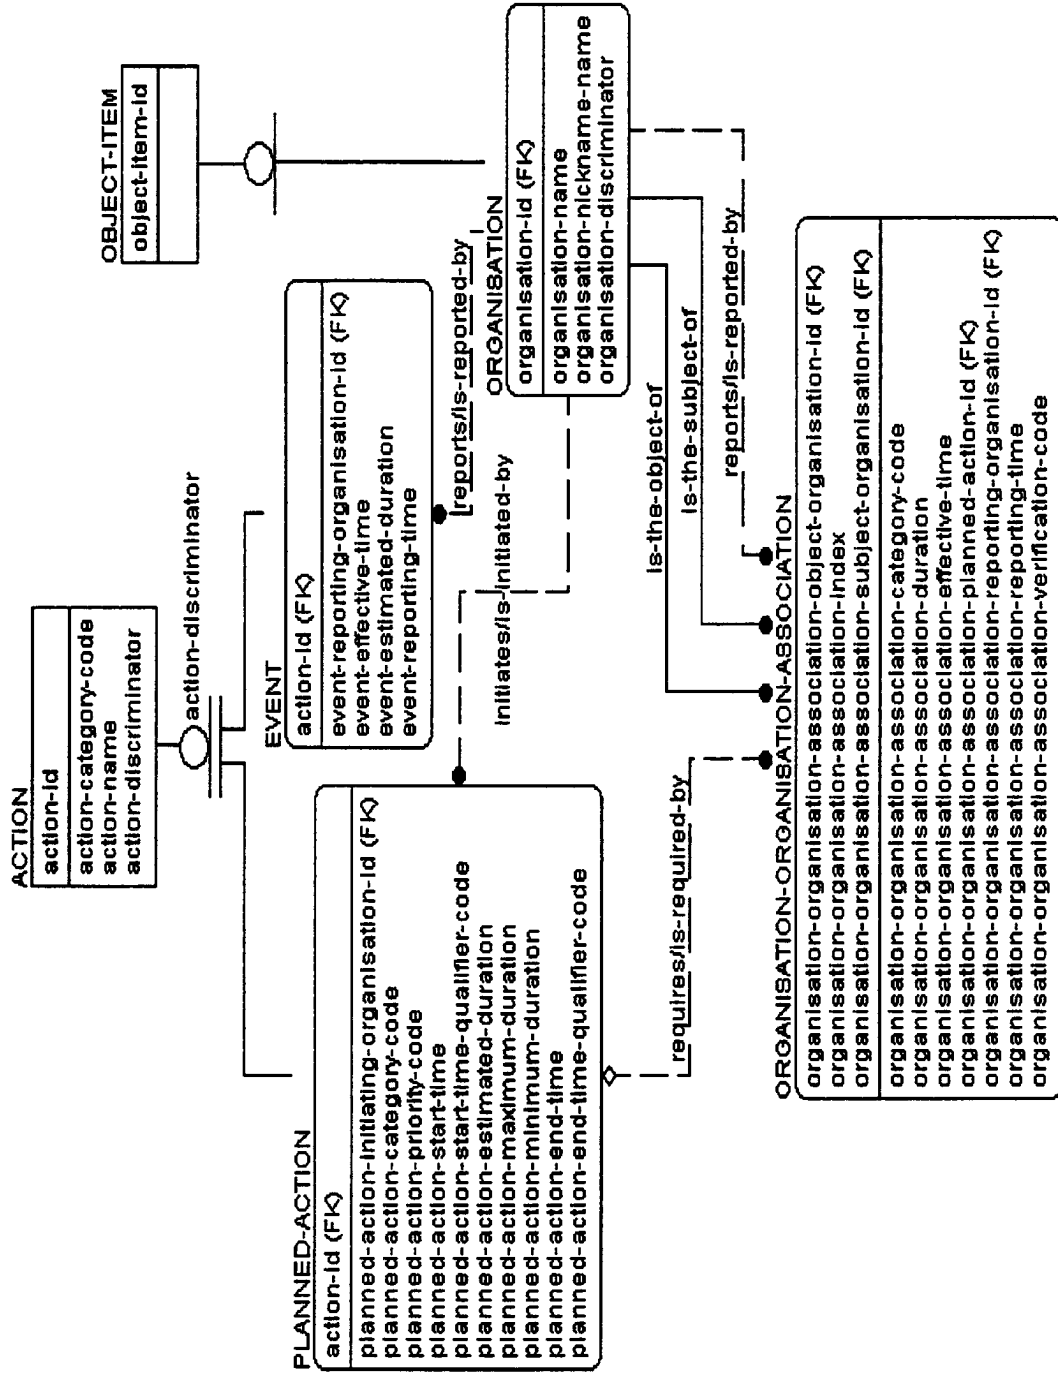 ACTION
action-id
action-category-code
action-name
action-discriminator
action-discriminator
OBJECT-ITEM
object-item-id
PLANNED-ACTION
action-id (FK)
planned-action-initiating-organisation-id (FK)
planned-action-category-code
planned-action-priority-code
planned-action-start-time
planned-action-start-time-qualifier-code
planned-action-estimated-duration
planned-action-maximum-duration
planned-action-minimum-duration
planned-action-end-time
planned-action-end-time-qualifier-code
EVENT
action-id (FK)
event-reporting-organisation-id (FK)
event-effective-time
event-estimated-duration
event-reporting-time
reports/is-reported-by
initiates/is-initiated-by
ORGANISATION
organisation-id (FK)
organisation-name
organisation-nickname-name
organisation-discriminator
is-the-object-of
is-the-subject-of
reports/is-reported-by
requires/is-required-by
ORGANISATION-ORGANISATION-ASSOCIATION
organisation-organisation-association-object-organisation-id (FK)
organisation-organisation-association-index
organisation-organisation-association-subject-organisation-id (FK)
organisation-organisation-association-category-code
organisation-organisation-association-duration
organisation-organisation-association-effective-time
organisation-organisation-association-planned-action-id (FK)
organisation-organisation-association-reporting-organisation-id (FK)
organisation-organisation-association-reporting-time
organisation-organisation-association-verification-code